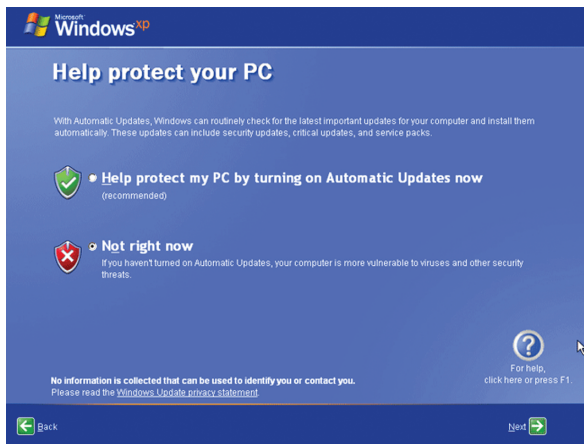 Microsoft
Windows xp
Help protect your PC
With Automatic Updates, Windows can routinely check for the latest important updates for your computer and install them
automatically. These updates can include security updates, critical updates, and service packs.
Help protect my PC by turning on Automatic Updates now
(recommended)
Not right now
If you haven't turned on Automatic Updates, your computer is more vulnerable to viruses and other security
threats.
?
For help,
click here or press F1.
No information is collected that can be used to identify you or contact you.
Please read the Windows Update privacy statement.
Back
Next